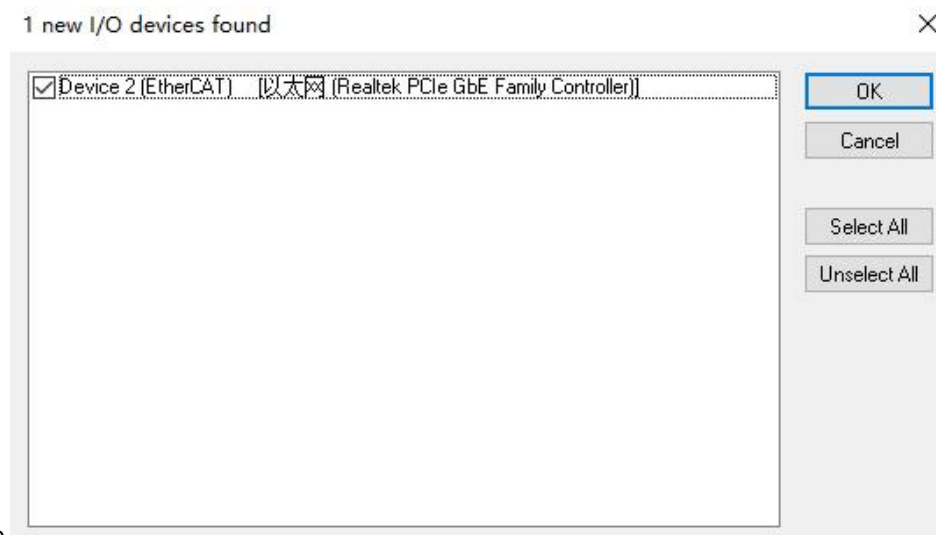 1 new I/O devices found
Device 2 (EtherCAT) [以太网 (Realtek PCIe GbE Family Controller)]
OK
Cancel
Select All
Unselect All